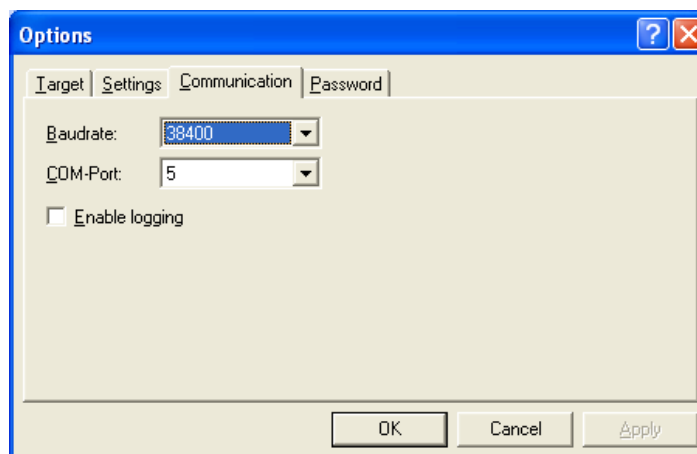 Options
Target Settings Communication Password
Baudrate: 38400
COM-Port: 5
Enable logging
OK Cancel Apply